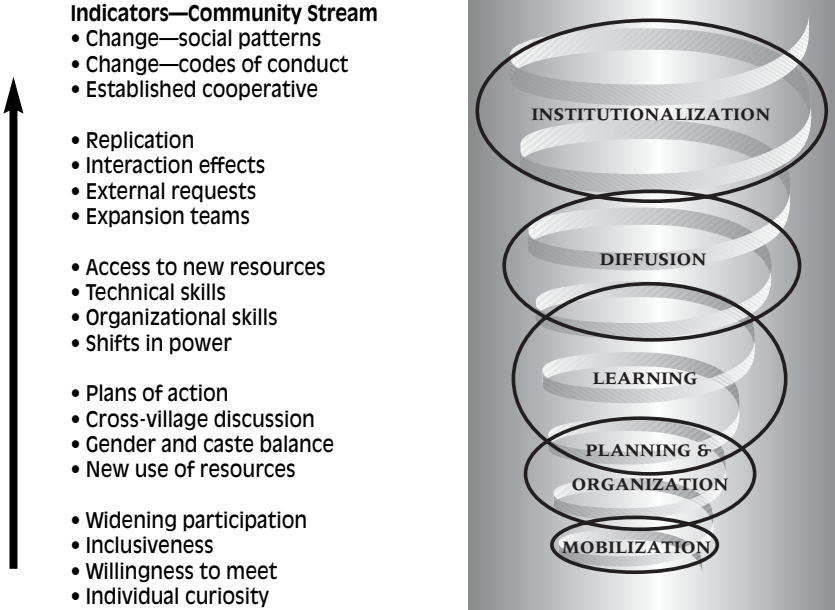 Indicators—Community Stream
• Change—social patterns
• Change—codes of conduct
• Established cooperative
• Replication
• Interaction effects
• External requests
• Expansion teams
• Access to new resources
• Technical skills
• Organizational skills
• Shifts in power
• Plans of action
• Cross-village discussion
• Gender and caste balance
• New use of resources
• Widening participation
• Inclusiveness
• Willingness to meet
• Individual curiosity
INSTITUTIONALIZATION
DIFFUSION
LEARNING
PLANNING &
ORGANIZATION
MOBILIZATION